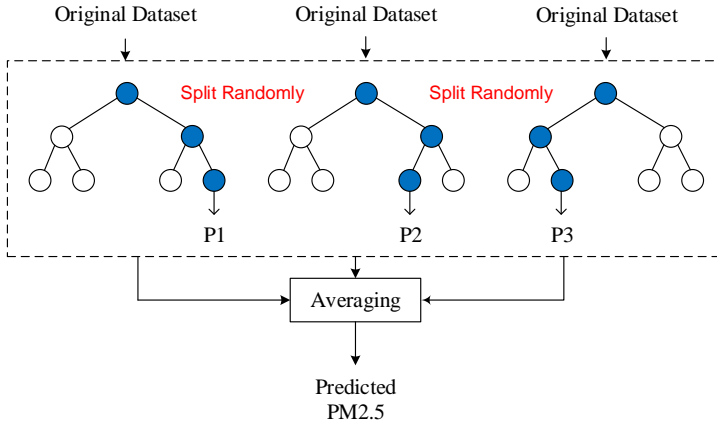 Original Dataset
Original Dataset
Original Dataset
Split Randomly
Split Randomly
P1
P2
P3
Averaging
Predicted
PM2.5